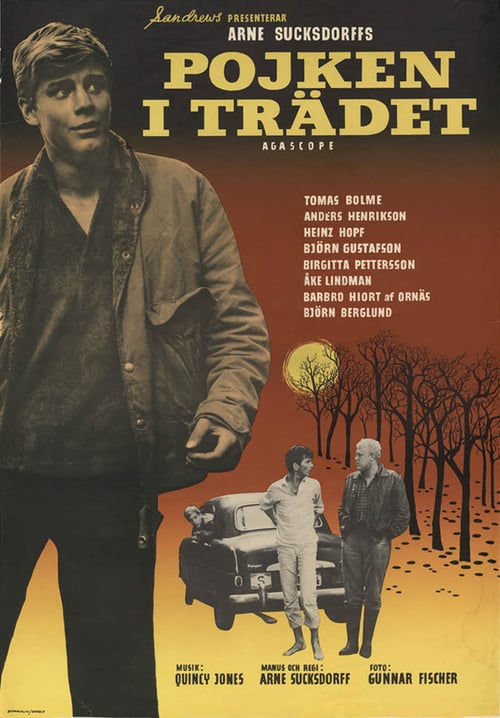 Sandrews PRESENTERAR
ARNE SUCKSDORFFS
POJKEN
I TRÄDET
AGASCOPE
TOMAS BOLME
ANDERS HENRIKSON
HEINZ HOPF
BJÖRN GUSTAFSON
BIRGITTA PETTERSSON
ÅKE LINDMAN
BARBRO HIORT af ORNÄS
BJÖRN BERGLUND
S
MUSIK: MANUS OCH REGI: FOTO:
QUINCY JONES ARNE SUCKSDORFF GUNNAR FISCHER